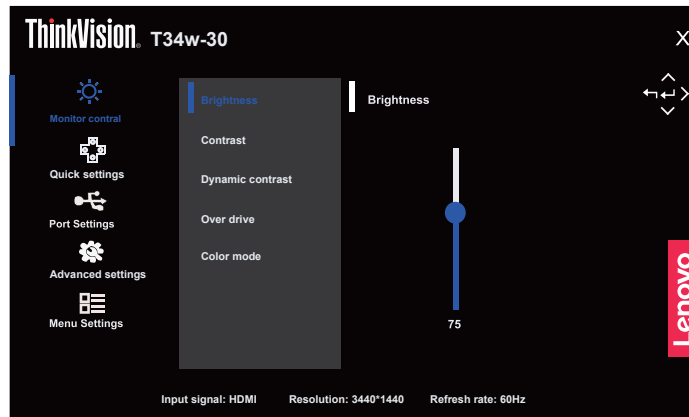 ThinkVision. T34w-30
X
Monitor contral
Quick settings
Port Settings
Advanced settings
Menu Settings
Brightness
Contrast
Dynamic contrast
Over drive
Color mode
Brightness
75
Lenovo
Input signal: HDMI Resolution: 3440*1440 Refresh rate: 60Hz